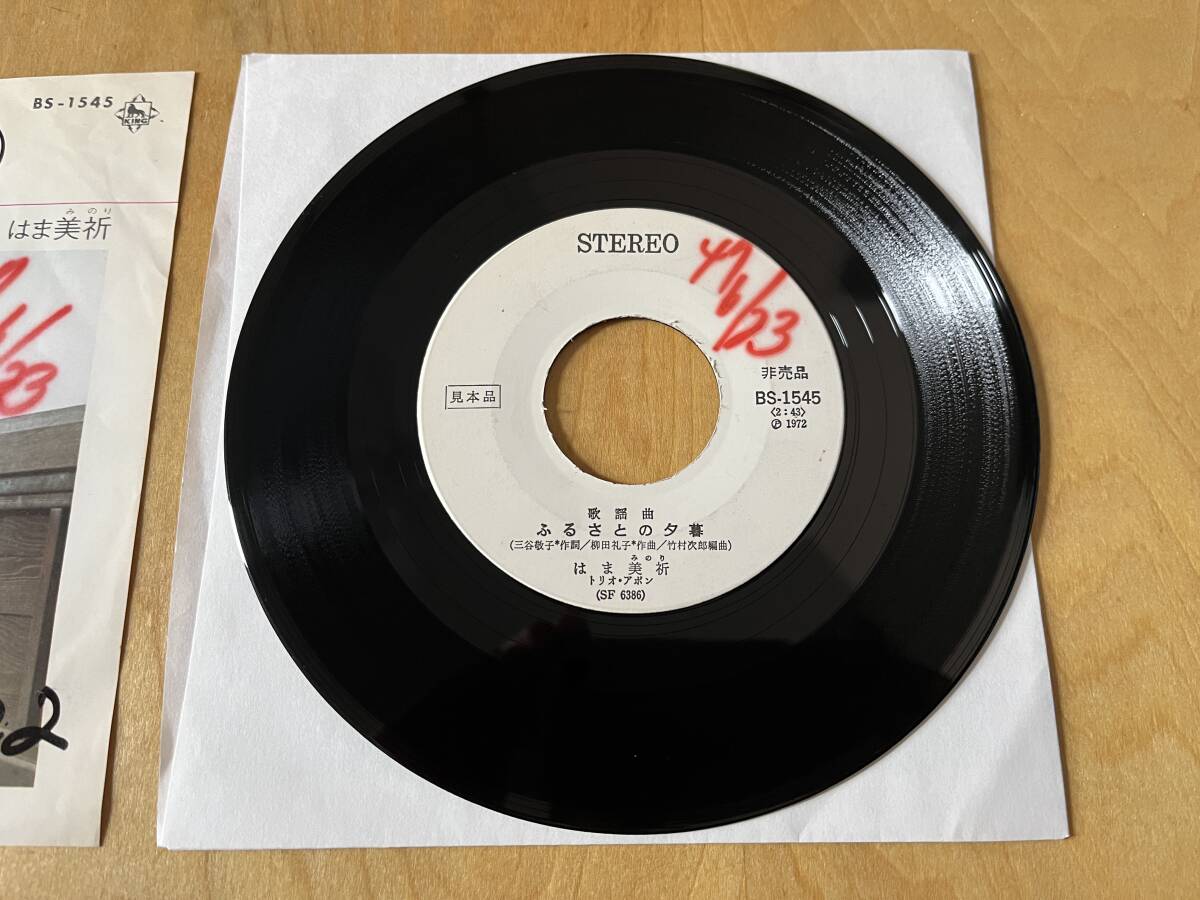 BS-1545
KING
みのり
はま美祈
/23
2
STEREO
47
6/23
非売品
見本品
BS-1545
〈2:43〉
Ⓟ 1972
歌謡曲
ふるさとの夕暮
(三谷敬子*作詞/柳田礼子*作曲/竹村次郎編曲)
みのり
はま美祈
トリオ・アポン
(SF 6386)